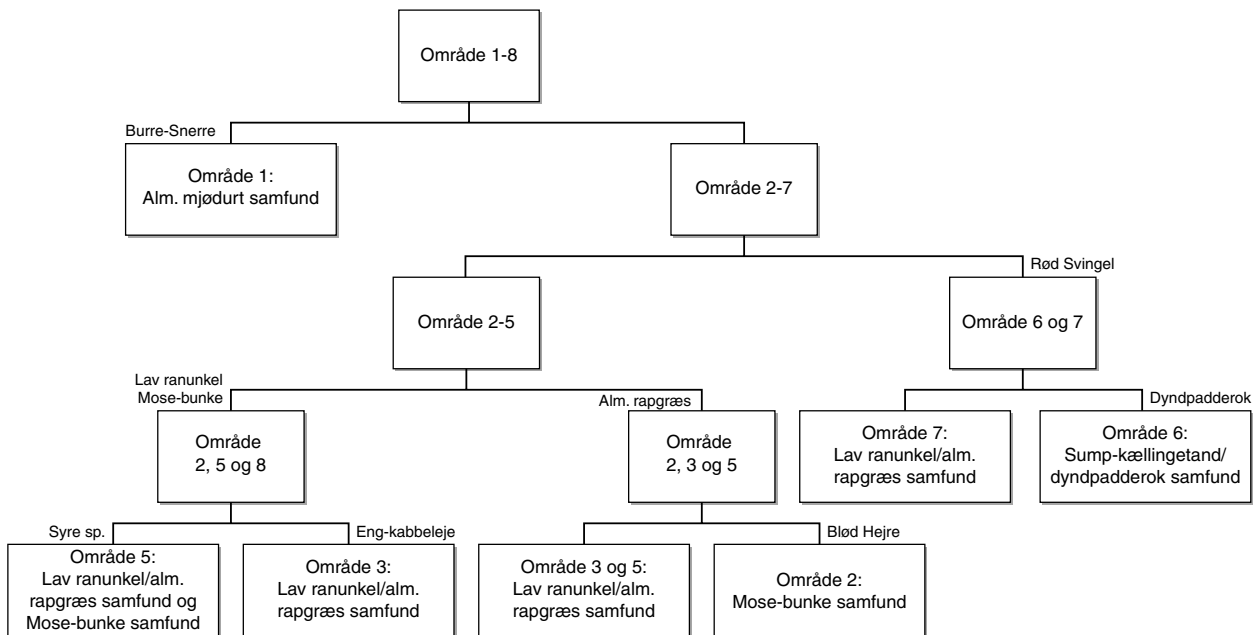 Område 1-8
Burre-Snerre
Område 1:
Alm. mjødurt samfund
Område 2-7
Rød Svingel
Område 2-5
Område 6 og 7
Lav ranunkel
Mose-bunke
Alm. rapgræs
Dyndpadderok
Område
2, 5 og 8
Område
2, 3 og 5
Område 7:
Lav ranunkel/alm.
rapgræs samfund
Område 6:
Sump-kællingetand/
dyndpadderok samfund
Syre sp.
Eng-kabbeleje
Blød Hejre
Område 5:
Lav ranunkel/alm.
rapgræs samfund og
Mose-bunke samfund
Område 3:
Lav ranunkel/alm.
rapgræs samfund
Område 3 og 5:
Lav ranunkel/alm.
rapgræs samfund
Område 2:
Mose-bunke samfund